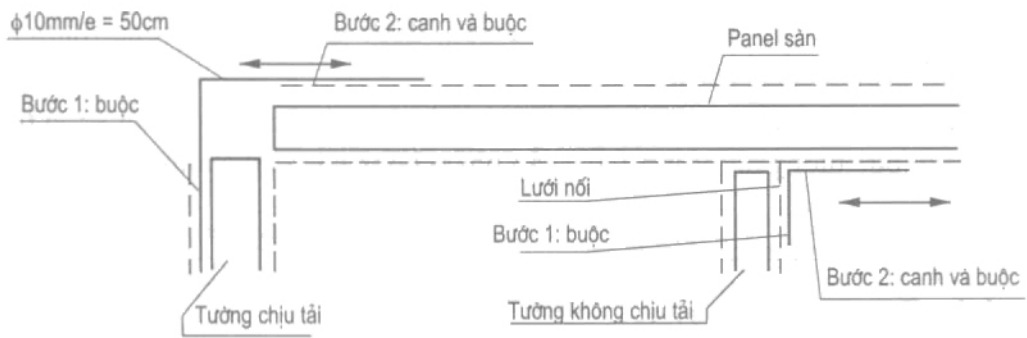 ϕ10mm/e = 50cm
Bước 2: canh và buộc
Panel sàn
Bước 1: buộc
Lưới nối
Bước 1: buộc
Bước 2: canh và buộc
Tường chịu tải
Tường không chịu tải